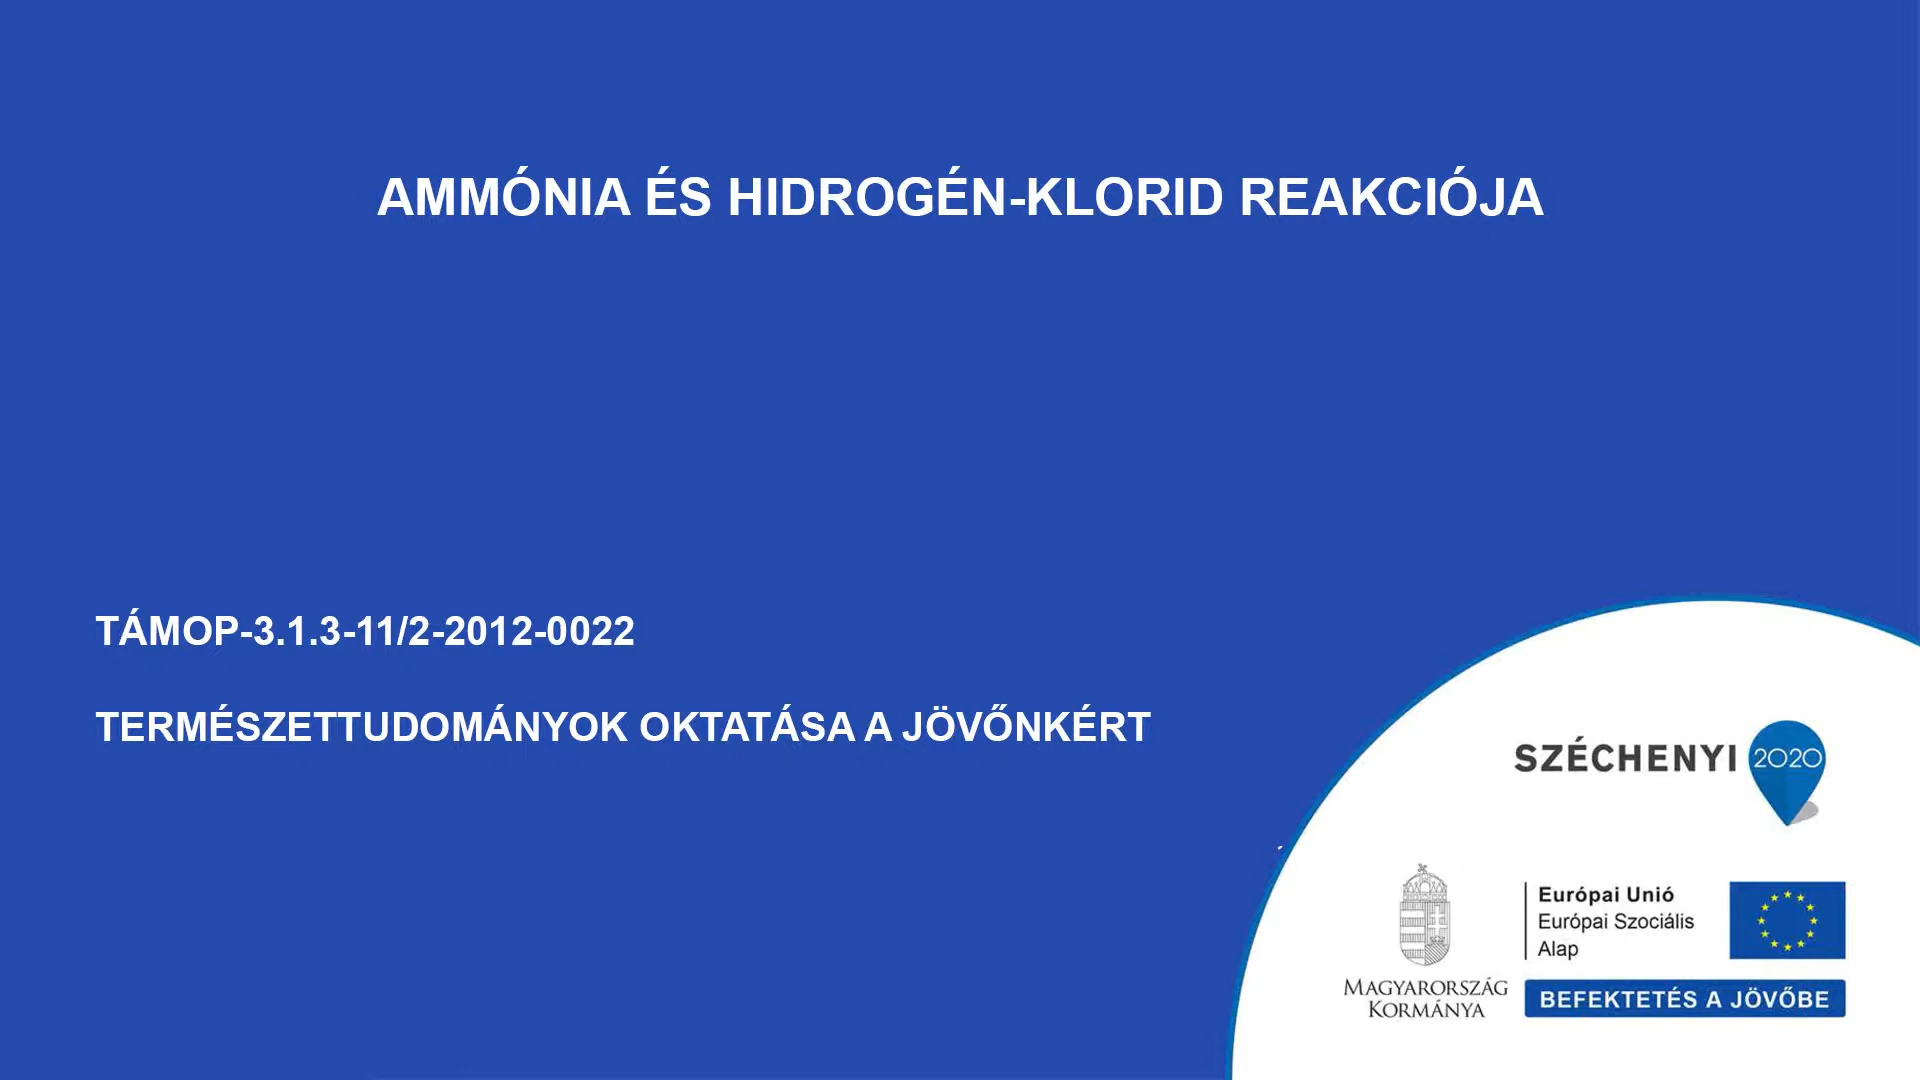 AMMÓNIA ÉS HIDROGÉN-KLORID REAKCIÓJA
TÁMOP-3.1.3-11/2-2012-0022
TERMÉSZETTUDOMÁNYOK OKTATÁSA A JÖVŐNKÉRT
SZÉCHENYI 2020
MAGYARORSZÁG
KORMÁNYA
Európai Unió
Európai Szociális
Alap
BEFEKTETÉS A JÖVŐBE